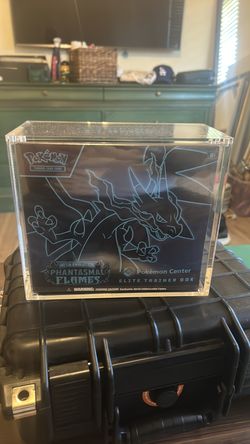 Pokémon
PHANTASMAL
FLAMES
Pokémon Center
ELITE TRAINER BOX
WARNING: